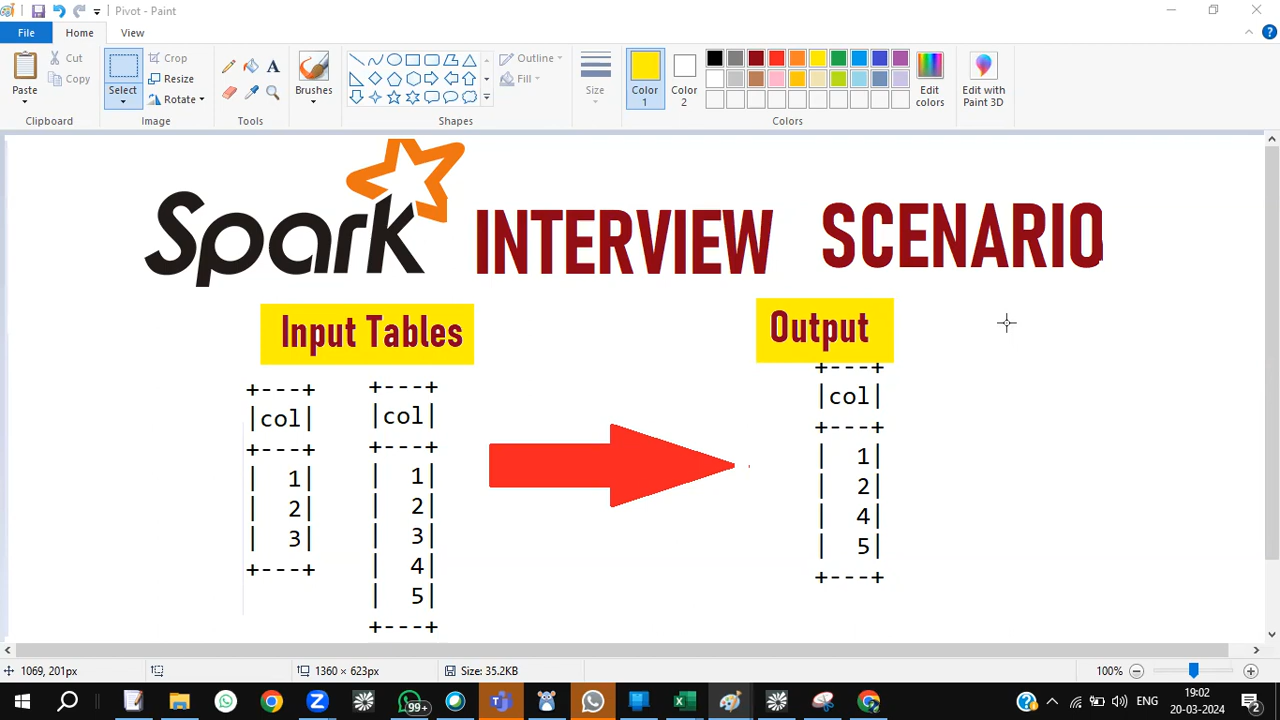 Pivot - Paint
File Home View
Paste
Cut
Copy
Clipboard
Select
Crop
Resize
Rotate
Image
Tools
Brushes
Shapes
Outline
Fill
Size
Color 1
Color 2
Colors
Edit colors
Edit with Paint 3D
Spark INTERVIEW SCENARIO
Input Tables
+---+
|col|
+---+
| 1|
| 2|
| 3|
+---+
+---+
|col|
+---+
| 1|
| 2|
| 3|
| 4|
| 5|
+---+
Output
+---+
|col|
+---+
| 1|
| 2|
| 4|
| 5|
+---+
1069, 201px
1360 × 623px
Size: 35.2KB
100%
99+
ENG
19:02
20-03-2024
2